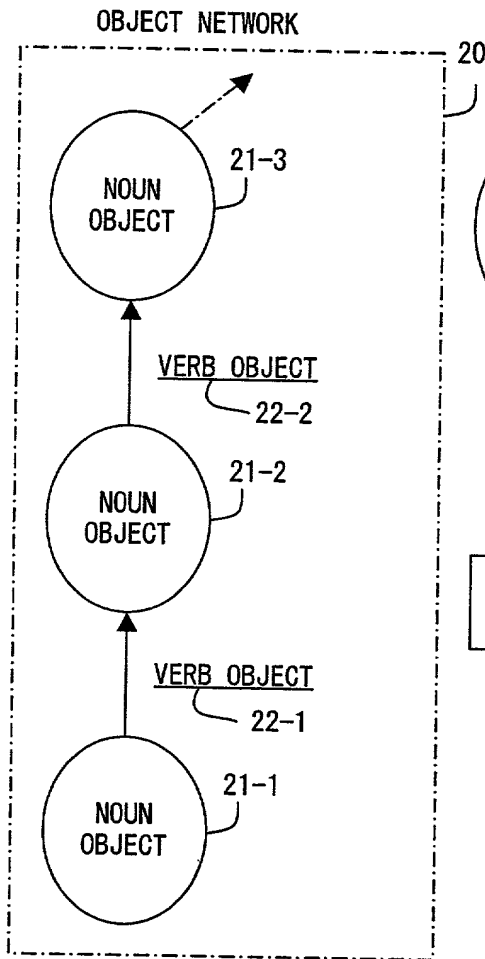 OBJECT NETWORK
20
21-3
NOUN
OBJECT
VERB OBJECT
22-2
21-2
NOUN
OBJECT
VERB OBJECT
22-1
21-1
NOUN
OBJECT